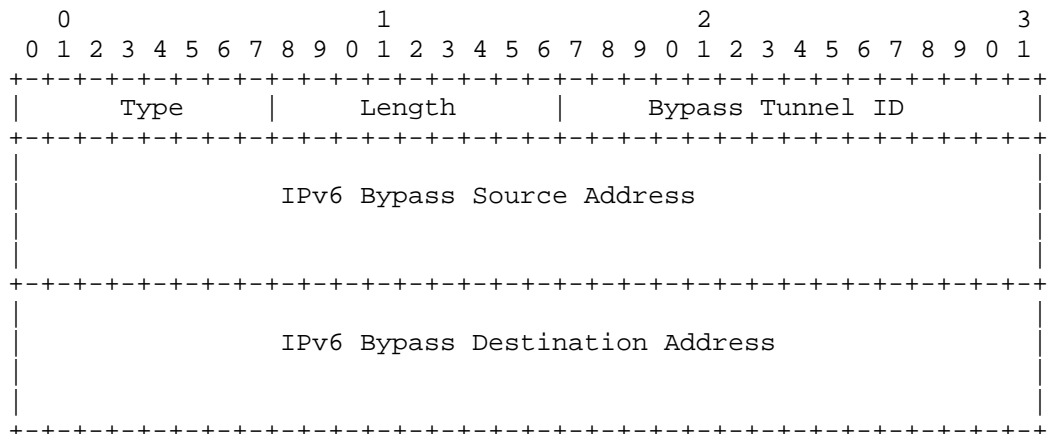 0                   1                   2                   3
 0 1 2 3 4 5 6 7 8 9 0 1 2 3 4 5 6 7 8 9 0 1 2 3 4 5 6 7 8 9 0 1
+-+-+-+-+-+-+-+-+-+-+-+-+-+-+-+-+-+-+-+-+-+-+-+-+-+-+-+-+-+-+-+-+
|      Type     |     Length      |     Bypass Tunnel ID        |
+-+-+-+-+-+-+-+-+-+-+-+-+-+-+-+-+-+-+-+-+-+-+-+-+-+-+-+-+-+-+-+-+
|                                                               |
|                IPv6 Bypass Source Address                     |
|                                                               |
|                                                               |
+-+-+-+-+-+-+-+-+-+-+-+-+-+-+-+-+-+-+-+-+-+-+-+-+-+-+-+-+-+-+-+-+
|                                                               |
|                IPv6 Bypass Destination Address                |
|                                                               |
|                                                               |
+-+-+-+-+-+-+-+-+-+-+-+-+-+-+-+-+-+-+-+-+-+-+-+-+-+-+-+-+-+-+-+-+